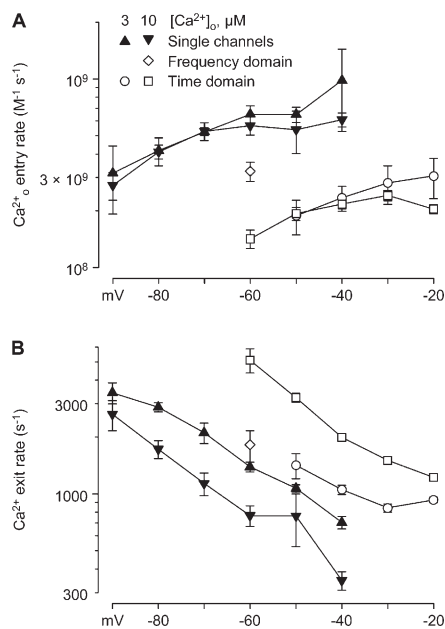 A
3 10 [Ca²⁺]ₒ, μM
▲ ▼ Single channels
◇ Frequency domain
○ □ Time domain
Ca²⁺ₒ entry rate (M⁻¹ s⁻¹)
10⁹
3 × 10⁹
10⁸
mV -80 -60 -40 -20
B
Ca²⁺ exit rate (s⁻¹)
3000
1000
300
mV -80 -60 -40 -20